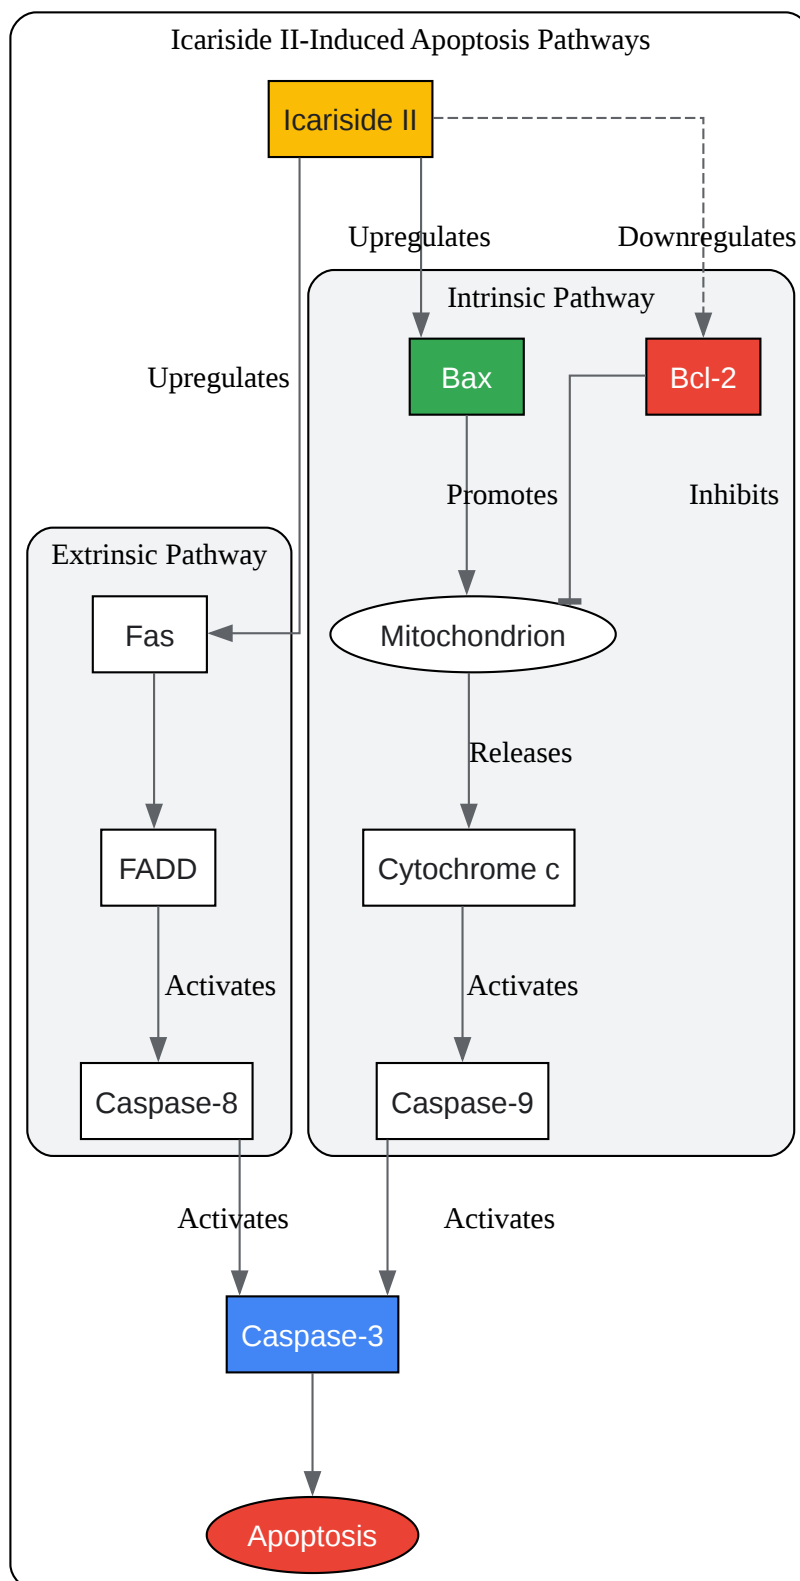 Icariside II-Induced Apoptosis Pathways
Icariside II
Upregulates
Downregulates
Intrinsic Pathway
Upregulates
Bax
Bcl-2
Promotes
Inhibits
Extrinsic Pathway
Fas
Mitochondrion
Releases
FADD
Cytochrome c
Activates
Activates
Caspase-8
Caspase-9
Activates
Activates
Caspase-3
Apoptosis